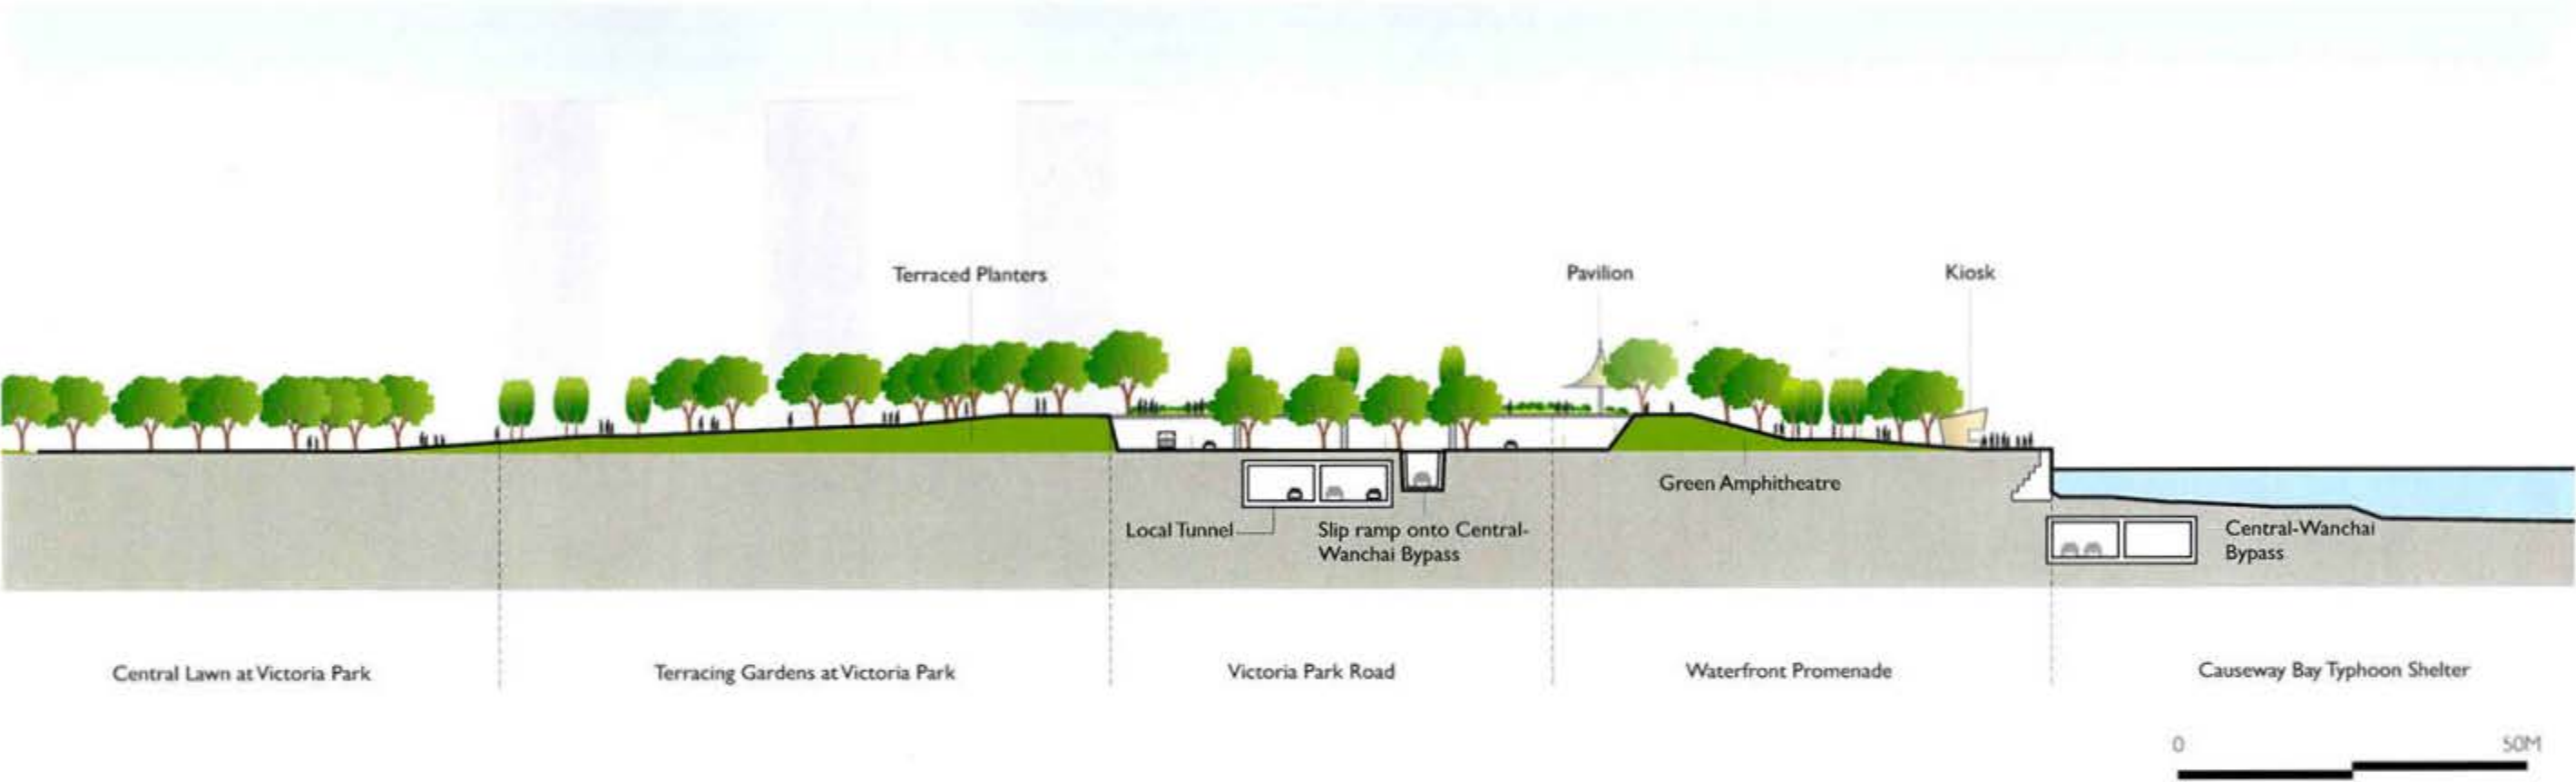 Terraced Planters
Pavilion
Kiosk
Green Amphitheatre
Local Tunnel
Slip ramp onto Central-
Wanchai Bypass
Central-Wanchai
Bypass
Central Lawn at Victoria Park
Terracing Gardens at Victoria Park
Victoria Park Road
Waterfront Promenade
Causeway Bay Typhoon Shelter
0
50M